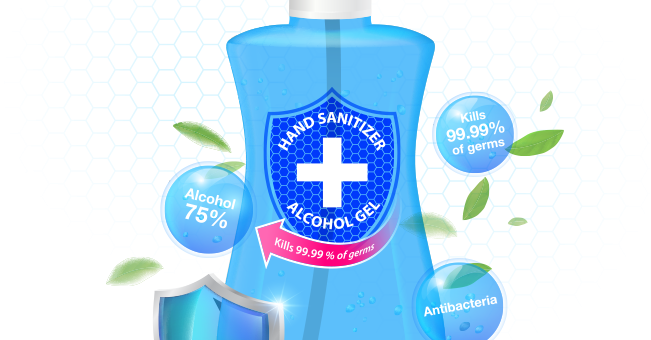 HAND SANITIZER
ALCOHOL GEL
Kills 99.99 % of germs
Kills
99.99%
of germs
Alcohol
75%
Antibacteria